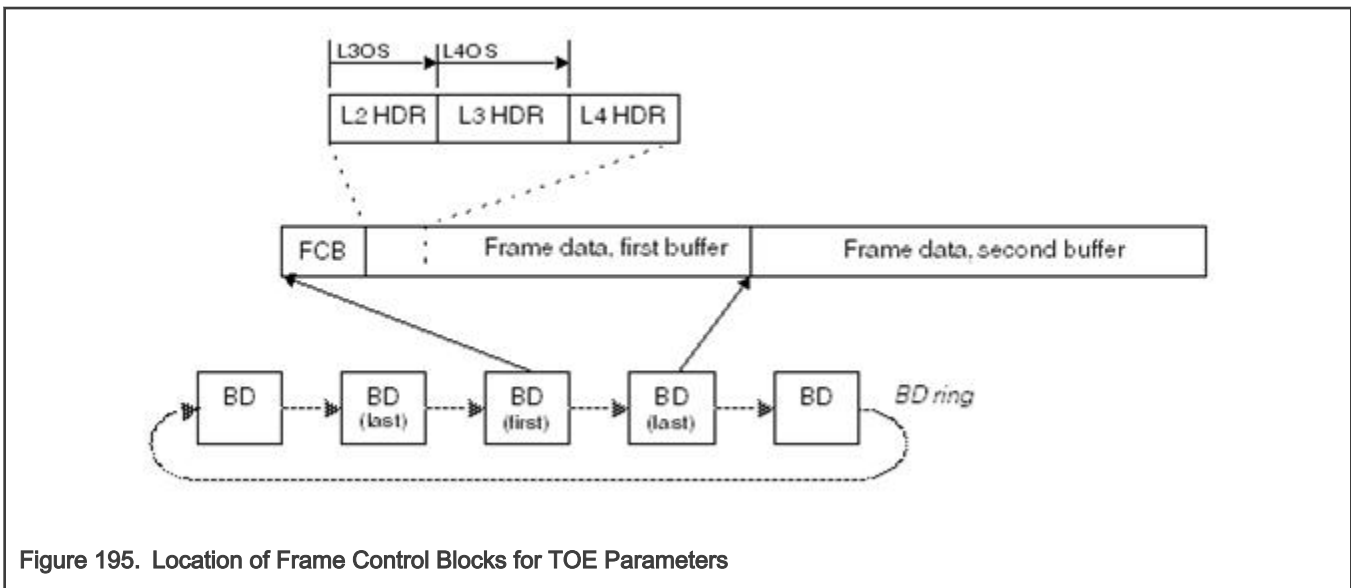 L3OS L4OS
L2 HDR L3 HDR L4 HDR
FCB Frame data, first buffer Frame data, second buffer
BD BD BD BD BD BD ring
(last) (first) (last)
Figure 195. Location of Frame Control Blocks for TOE Parameters